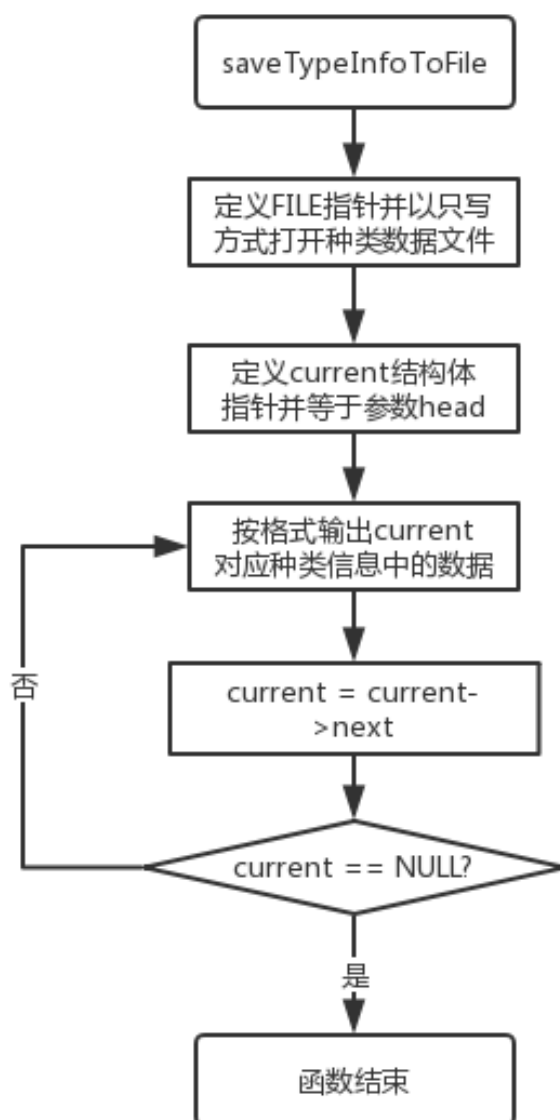 saveTypeInfoToFile
定义FILE指针并以只写
方式打开种类数据文件
定义current结构体
指针并等于参数head
按格式输出current
对应种类信息中的数据
否
current = current-
>next
current == NULL?
是
函数结束